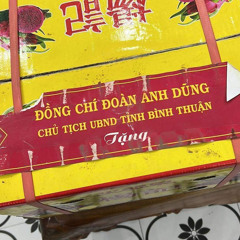 ĐỒNG CHÍ ĐOÀN ANH DŨNG
CHỦ TỊCH UBND TỈNH BÌNH THUẬN
Tặng